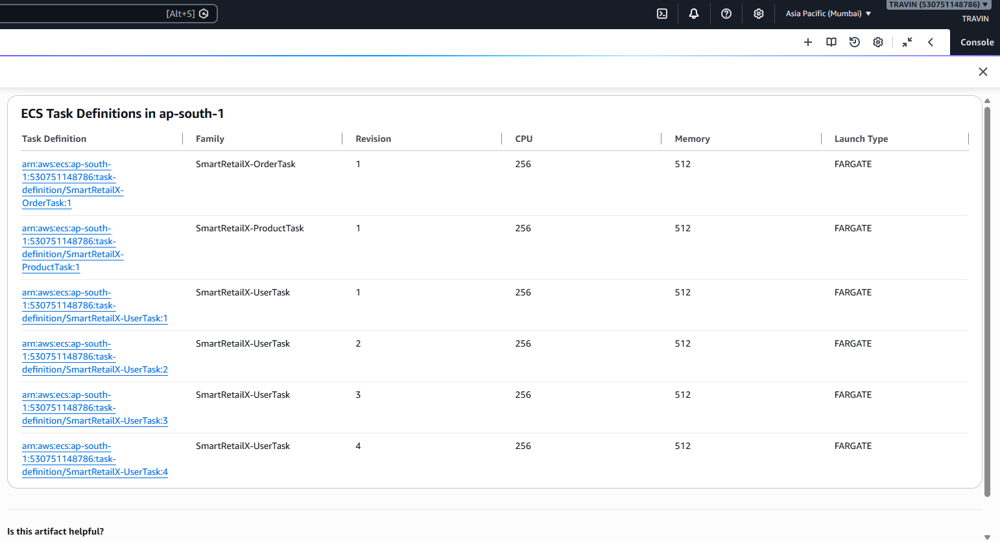 [Alt+S]
Asia Pacific (Mumbai)
TRAVIN (530751148786)
TRAVIN
Console
ECS Task Definitions in ap-south-1
Task Definition Family Revision CPU Memory Launch Type
arn:aws:ecs:ap-south- SmartRetailX-OrderTask 1 256 512 FARGATE
1:530751148786:task-
definition/SmartRetailX-
OrderTask:1
arn:aws:ecs:ap-south- SmartRetailX-ProductTask 1 256 512 FARGATE
1:530751148786:task-
definition/SmartRetailX-
ProductTask:1
arn:aws:ecs:ap-south- SmartRetailX-UserTask 1 256 512 FARGATE
1:530751148786:task-
definition/SmartRetailX-UserTask:1
arn:aws:ecs:ap-south- SmartRetailX-UserTask 2 256 512 FARGATE
1:530751148786:task-
definition/SmartRetailX-UserTask:2
arn:aws:ecs:ap-south- SmartRetailX-UserTask 3 256 512 FARGATE
1:530751148786:task-
definition/SmartRetailX-UserTask:3
arn:aws:ecs:ap-south- SmartRetailX-UserTask 4 256 512 FARGATE
1:530751148786:task-
definition/SmartRetailX-UserTask:4
Is this artifact helpful?